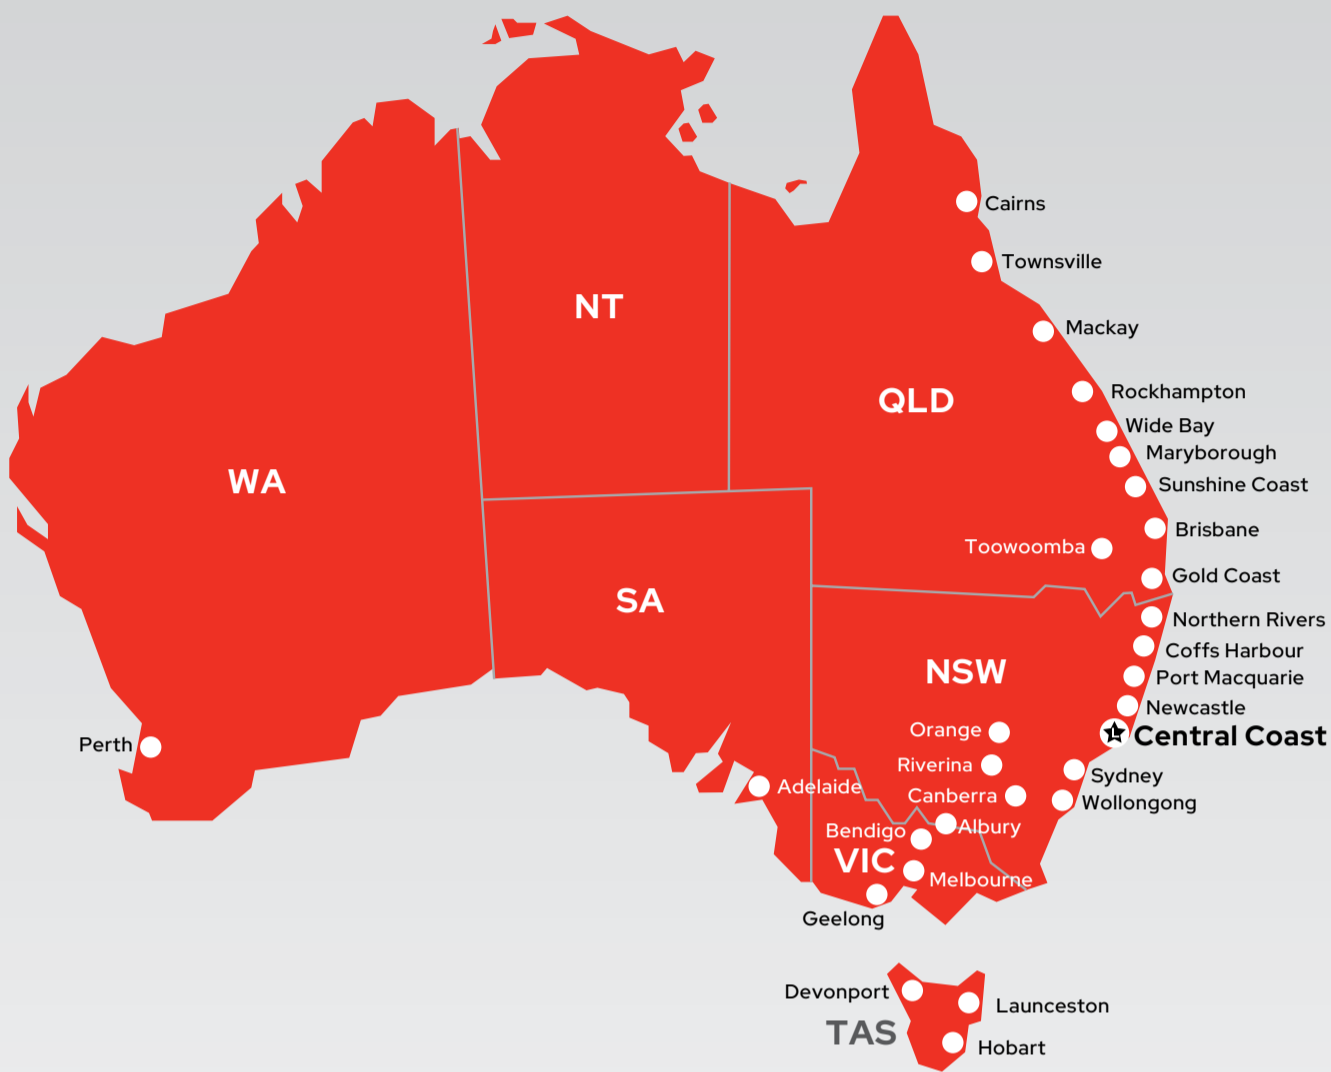 Cairns
Townsville
NT
Mackay
Rockhampton
QLD
Wide Bay
Maryborough
WA
Sunshine Coast
Brisbane
Toowoomba
Gold Coast
SA
Northern Rivers
Coffs Harbour
NSW
Port Macquarie
Newcastle
Orange
L
Central Coast
Perth
Riverina
Sydney
Adelaide
Canberra
Wollongong
Albury
Bendigo
VIC
Melbourne
Geelong
Devonport
Launceston
TAS
Hobart